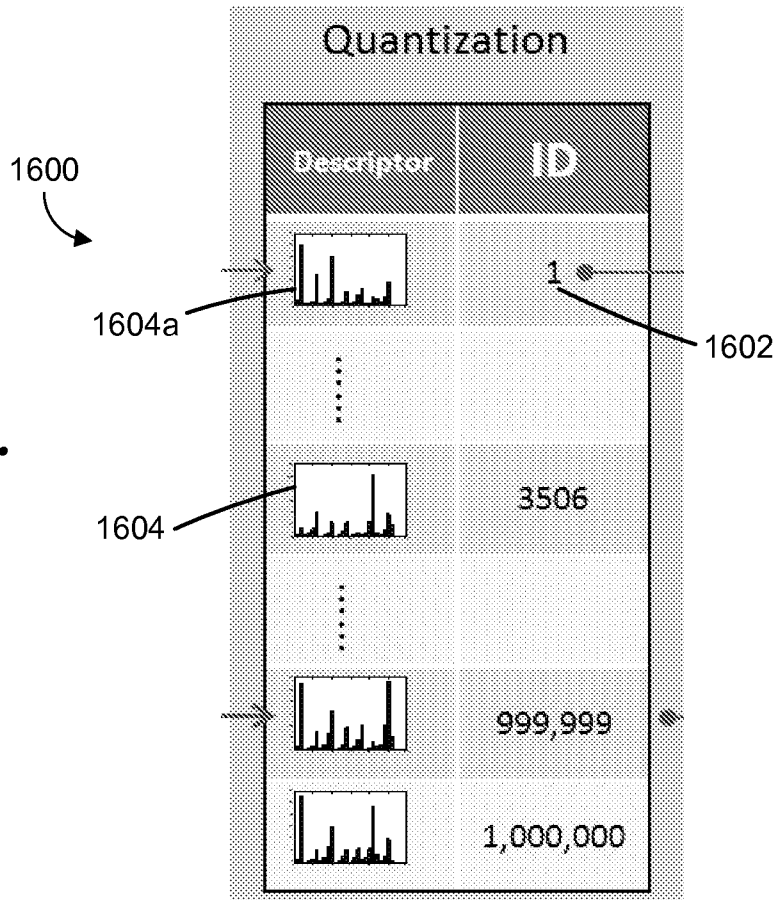 Quantization
Descriptor ID
1600
1
1604a
1602
3506
1604
999,999
1,000,000